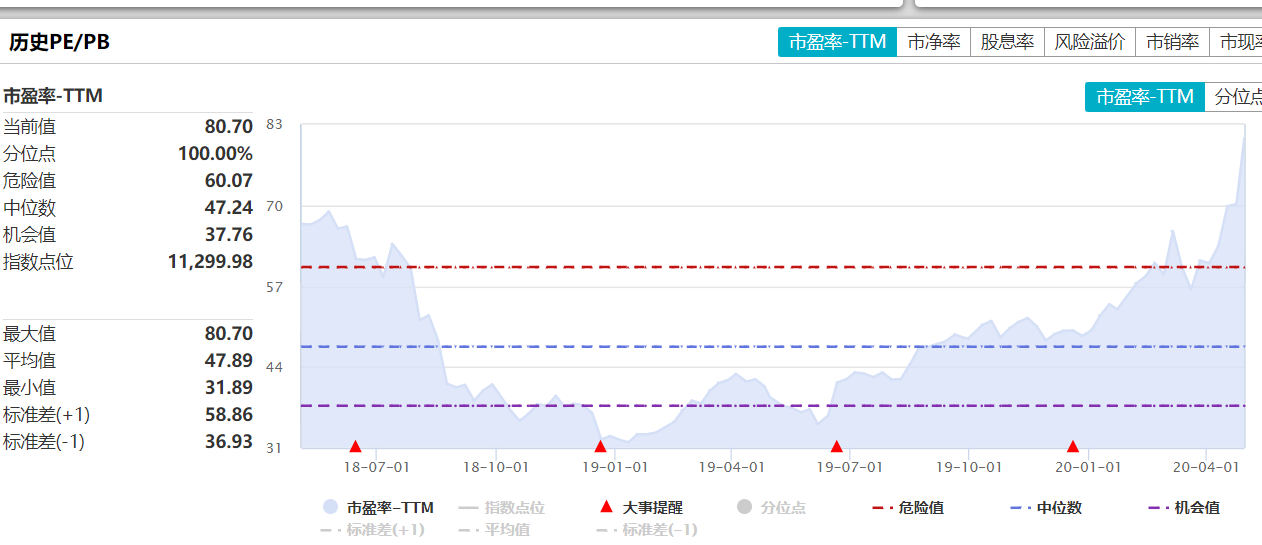 历史PE/PB
市盈率-TTM 市净率 股息率 风险溢价 市销率 市现
市盈率-TTM
市盈率-TTM 分位点
当前值 80.70
分位点 100.00%
危险值 60.07
中位数 47.24
机会值 37.76
指数点位 11,299.98
最大值 80.70
平均值 47.89
最小值 31.89
标准差(+1) 58.86
标准差(-1) 36.93
83
70
57
44
31
18-07-01 18-10-01 19-01-01 19-04-01 19-07-01 19-10-01 20-01-01 20-04-01
市盈率-TTM 指数点位 大事提醒 分位点 危险值 中位数 机会值
标准差(+1) 平均值 标准差(-1)